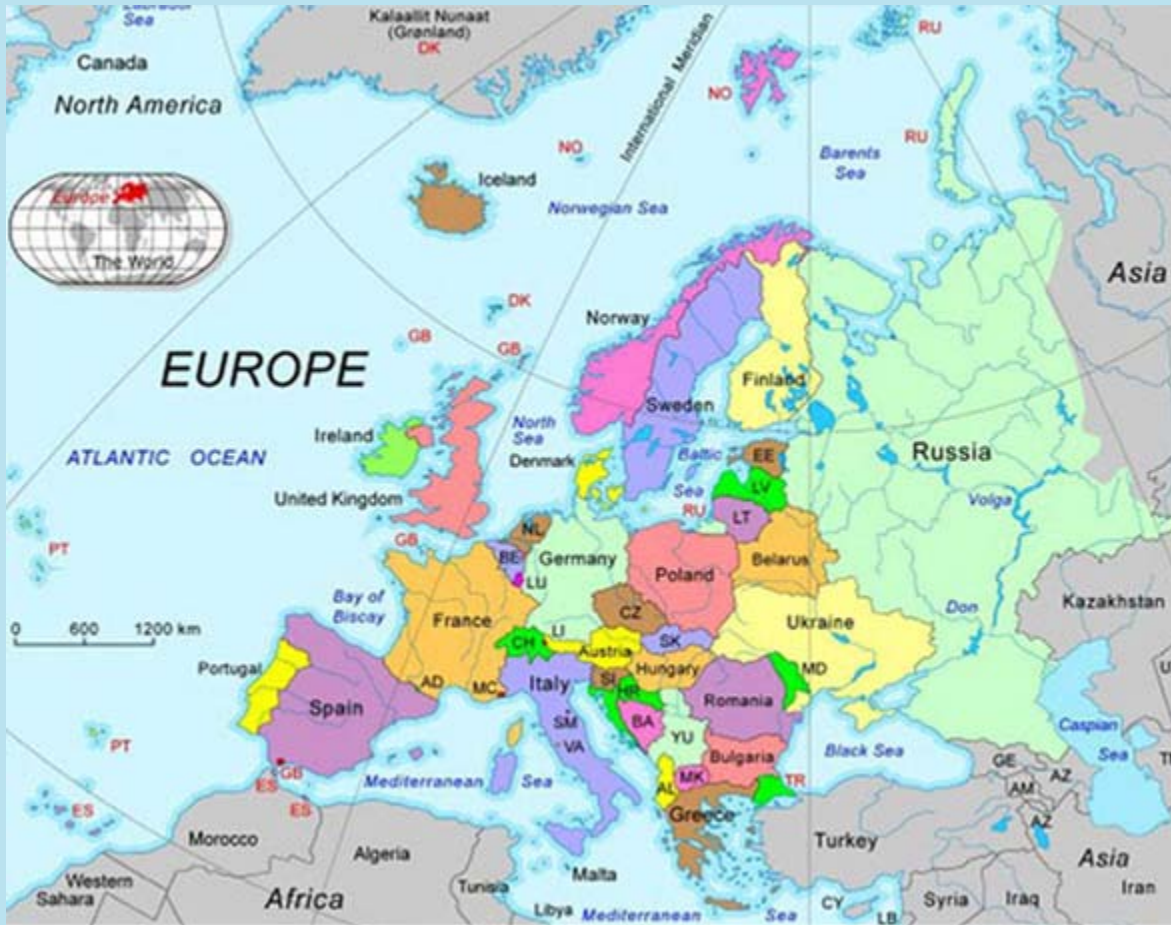 Labrador
Sea
Kalaallit Nunaat
(Grønland)
DK
RU
Canada
North America
International Meridian
NO
NO
RU
Barents
Sea
Iceland
Norwegian Sea
Europe
The World
Asia
DK
GB
GB
Norway
EUROPE
Finland
Sweden
North
Sea
Ireland
Baltic
Sea
EE
Russia
ATLANTIC OCEAN
Denmark
LV
Volga
United Kingdom
RU
LT
GB
NL
BE
Germany
Belarus
PT
LU
Poland
Bay of
Biscay
France
CZ
Don
Kazakhstan
0 1200 km
LI
CH
Austria
SK
Ukraine
Portugal
AD
MC
Italy
SI
Hungary
MD
HR
Spain
SM
BA
Romania
Caspian
Sea
VA
YU
PT
GB
ES
ES
ES
Mediterranean
Sea
Bulgaria
Black Sea
MK
AL
TR
GE
AZ
AM
AZ
Greece
Morocco
Algeria
Turkey
Asia
Western
Sahara
Africa
Tunisia
Malta
Libya
Mediterranean
Sea
CY
LB
Syria
Iraq
Iran